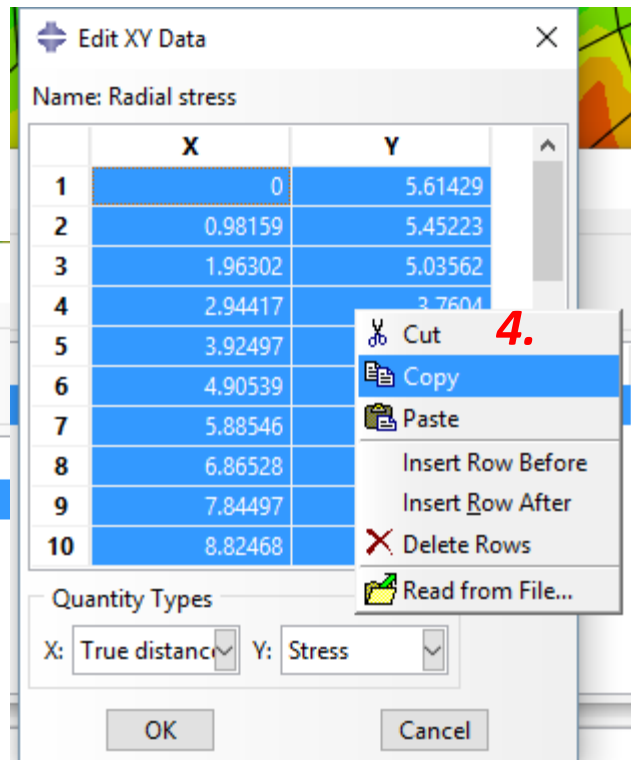 Edit XY Data
Name: Radial stress
X Y
1 0 5.61429
2 0.98159 5.45223
3 1.96302 5.03562
4 2.94417 3.7604
5 3.92497
6 4.90539
7 5.88546
8 6.86528
9 7.84497
10 8.82468
4.
Cut
Copy
Paste
Insert Row Before
Insert Row After
Delete Rows
Read from File...
Quantity Types
X: True distanc Y: Stress
OK Cancel